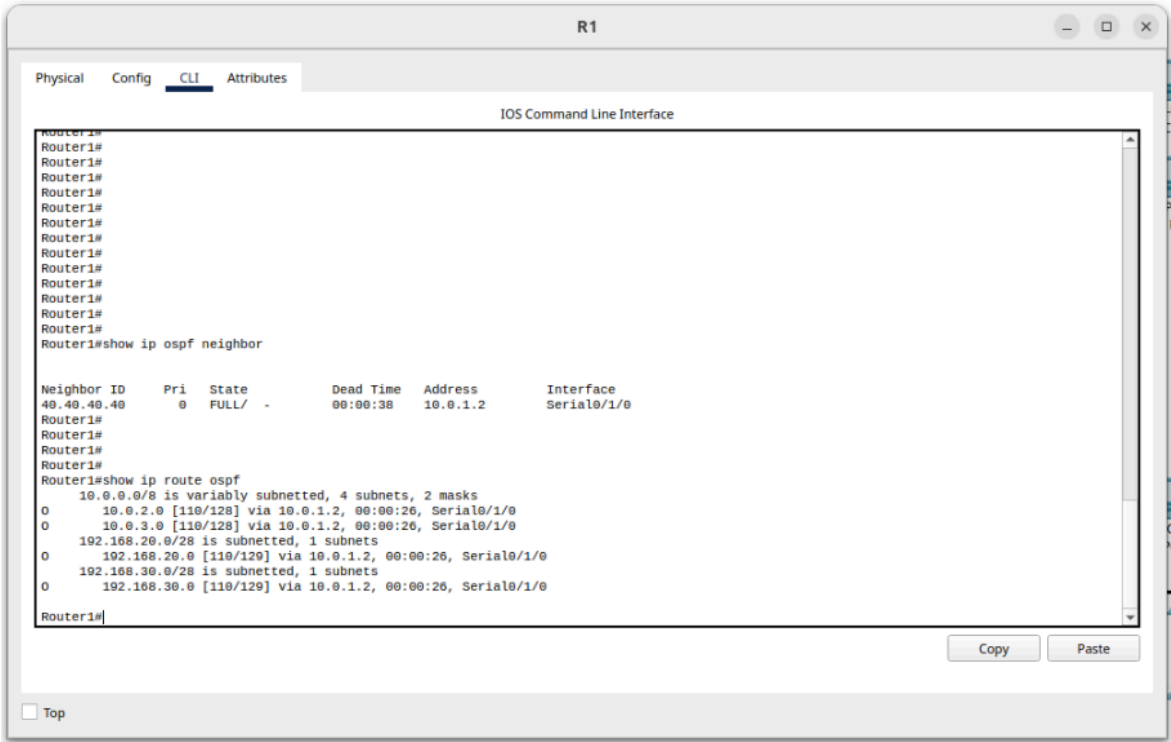 R1
Physical Config CLI Attributes
IOS Command Line Interface
Router1#
Router1#
Router1#
Router1#
Router1#
Router1#
Router1#
Router1#
Router1#
Router1#
Router1#
Router1#
Router1#
Router1#
Router1#show ip ospf neighbor
Neighbor ID     Pri   State           Dead Time   Address         Interface
40.40.40.40       0   FULL/  -        00:00:38    10.0.1.2        Serial0/1/0
Router1#
Router1#
Router1#
Router1#
Router1#show ip route ospf
     10.0.0.0/8 is variably subnetted, 4 subnets, 2 masks
O       10.0.2.0 [110/128] via 10.0.1.2, 00:00:26, Serial0/1/0
O       10.0.3.0 [110/128] via 10.0.1.2, 00:00:26, Serial0/1/0
     192.168.20.0/28 is subnetted, 1 subnets
O       192.168.20.0 [110/129] via 10.0.1.2, 00:00:26, Serial0/1/0
     192.168.30.0/28 is subnetted, 1 subnets
O       192.168.30.0 [110/129] via 10.0.1.2, 00:00:26, Serial0/1/0
Router1#
Copy Paste
Top